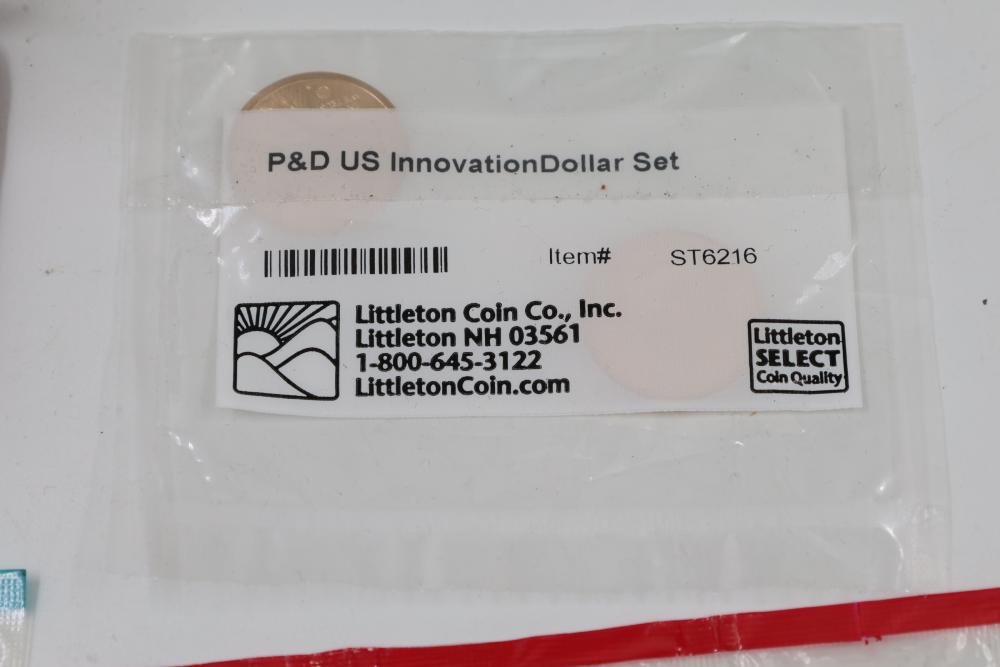 P&D US InnovationDollar Set
Item# ST6216
Littleton Coin Co., Inc.
Littleton NH 03561
1-800-645-3122
LittletonCoin.com
Littleton
SELECT
Coin Quality